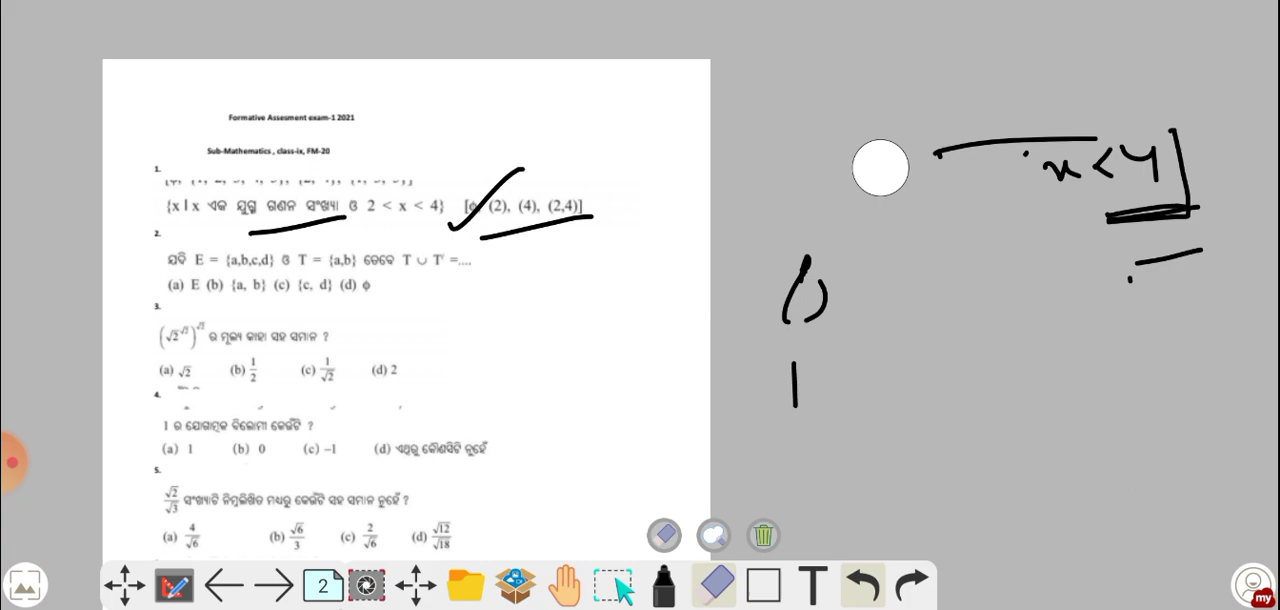 Formative Assesment exam-1 2021
Sub-Mathematics , class-ix, FM-20
1.
{x l x ଏକ ଯୁଗ୍ମ ଗଣନ ସଂଖ୍ୟା ଓ 2 < x < 4} [ϕ, (2), (4), (2,4)]
x < 4]
2.
ଯଦି E = {a,b,c,d} ଓ T = {a,b} ତେବେ T ∪ T' =....
(a) E (b) {a, b} (c) {c, d} (d) ϕ
3.
(√2^√2)^√2 ର ମୂଲ୍ୟ କାହା ସହ ସମାନ ?
(a) √2 (b) 1/2 (c) 1/√2 (d) 2
4.
1 ର ଯୋଗାତ୍ମକ ବିଲୋମୀ କେଉଁଟି ?
(a) 1 (b) 0 (c) −1 (d) ଏଥିରୁ କୌଣସିଟି ନୁହେଁ
5.
√2/√3 ସଂଖ୍ୟାଟି ନିମ୍ନଲିଖିତ ମଧ୍ୟରୁ କେଉଁଟି ସହ ସମାନ ନୁହେଁ ?
(a) 4/√6 (b) √6/3 (c) 2/√6 (d) √12/√18
2
T
my